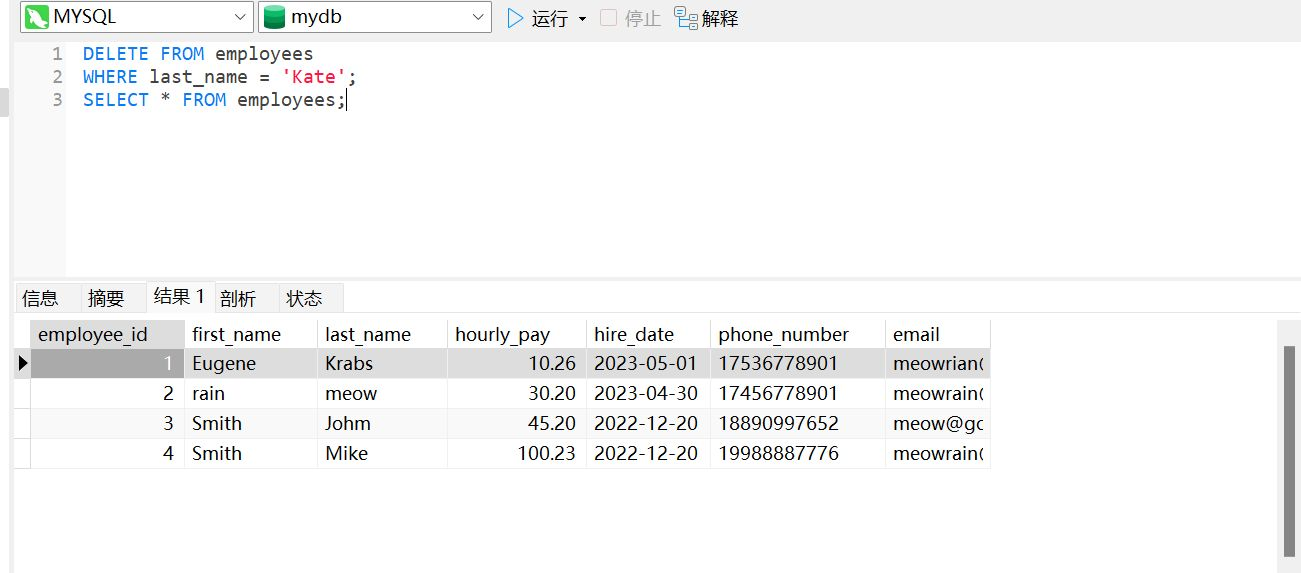 MYSQL mydb 运行 停止 解释
1 DELETE FROM employees
2 WHERE last_name = 'Kate';
3 SELECT * FROM employees;
信息 摘要 结果 1 剖析 状态
employee_id first_name last_name hourly_pay hire_date phone_number email
1 Eugene Krabs 10.26 2023-05-01 17536778901 meowrian@
2 rain meow 30.20 2023-04-30 17456778901 meowrain@
3 Smith Johm 45.20 2022-12-20 18890997652 meow@gc
4 Smith Mike 100.23 2022-12-20 19988887776 meowrain@